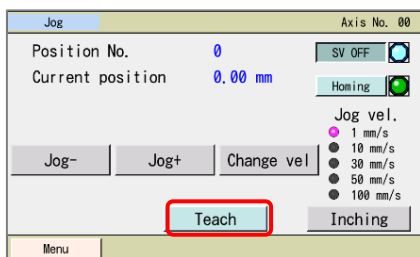 Jog Axis No. 00
Position No. 0 SV OFF
Current position 0.00 mm
Homing
Jog vel.
1 mm/s
10 mm/s
30 mm/s
50 mm/s
100 mm/s
Jog- Jog+ Change vel
Teach Inching
Menu